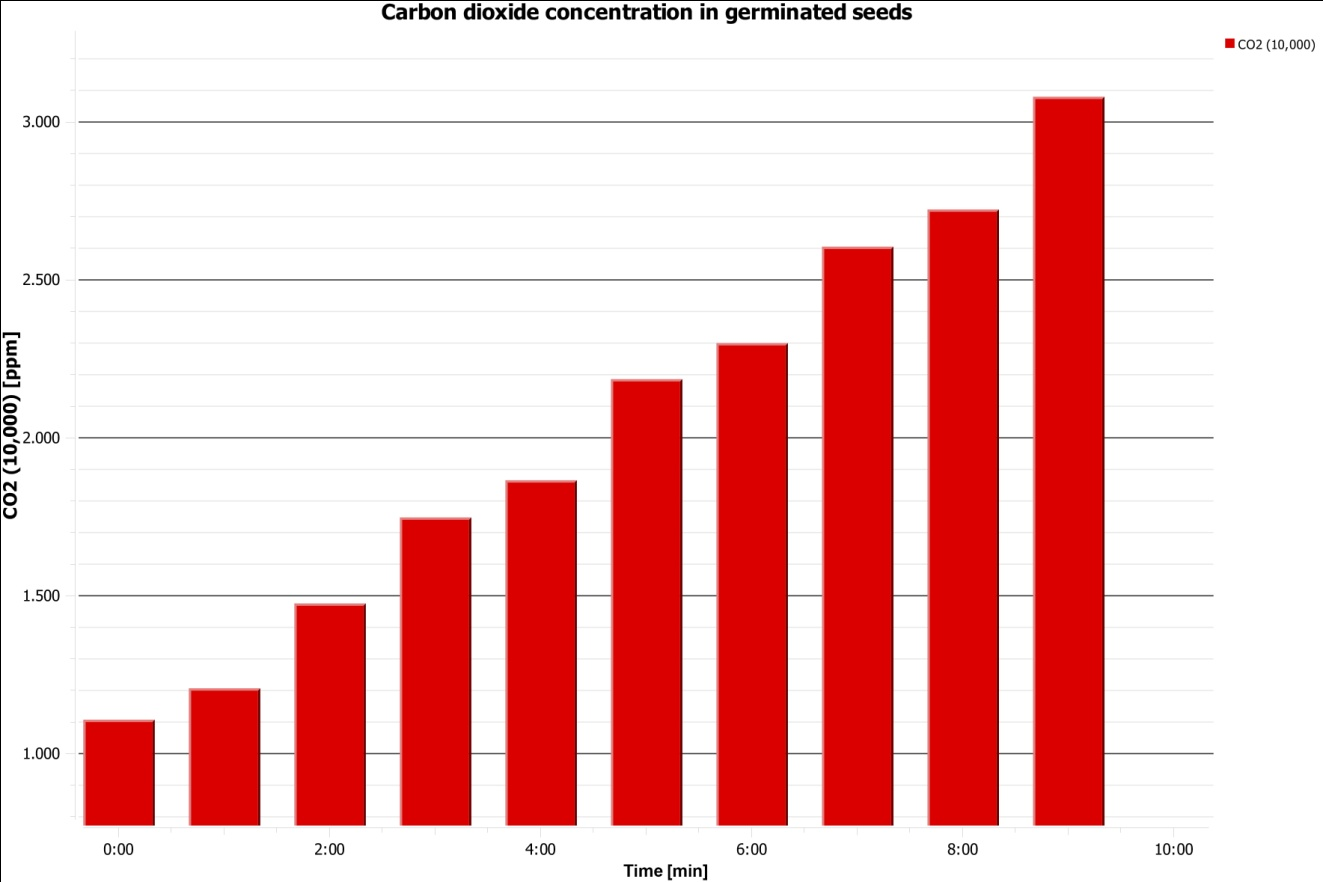 Carbon dioxide concentration in germinated seeds
CO2 (10,000)
3.000
2.500
2.000
1.500
1.000
CO2 (10,000) [ppm]
0:00 2:00 4:00 6:00 8:00 10:00
Time [min]